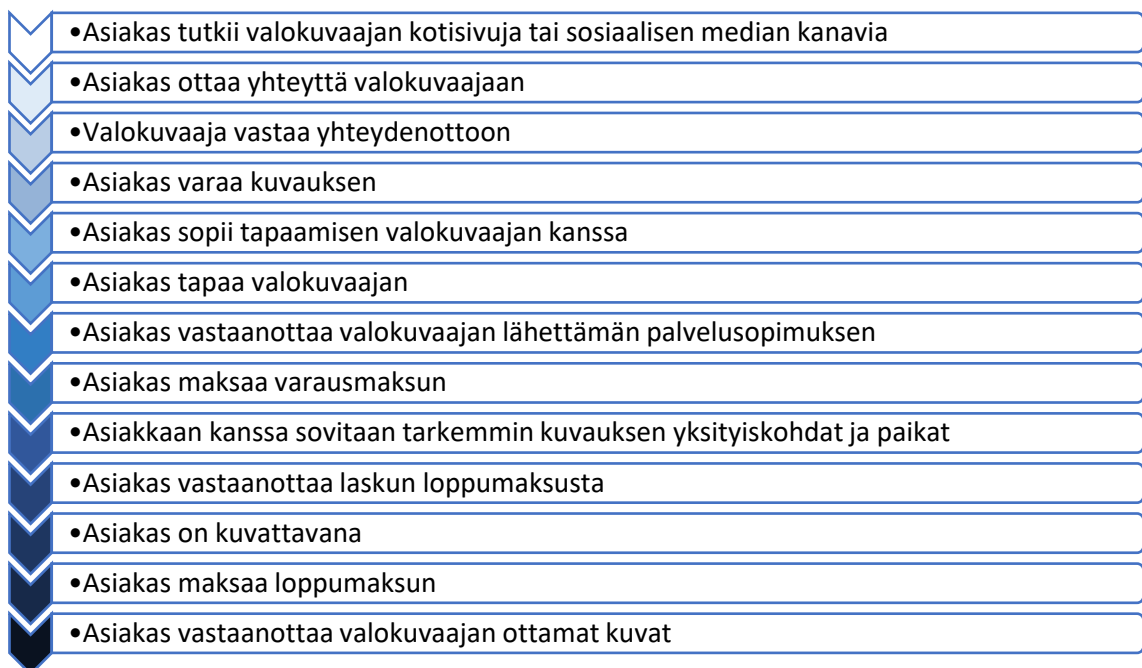 •Asiakas tutkii valokuvaajan kotisivuja tai sosiaalisen median kanavia
•Asiakas ottaa yhteyttä valokuvaajaan
•Valokuvaaja vastaa yhteydenottoon
•Asiakas varaa kuvauksen
•Asiakas sopii tapaamisen valokuvaajan kanssa
•Asiakas tapaa valokuvaajan
•Asiakas vastaanottaa valokuvaajan lähettämän palvelusopimuksen
•Asiakas maksaa varausmaksun
•Asiakkaan kanssa sovitaan tarkemmin kuvauksen yksityiskohdat ja paikat
•Asiakas vastaanottaa laskun loppumaksusta
•Asiakas on kuvattavana
•Asiakas maksaa loppumaksun
•Asiakas vastaanottaa valokuvaajan ottamat kuvat